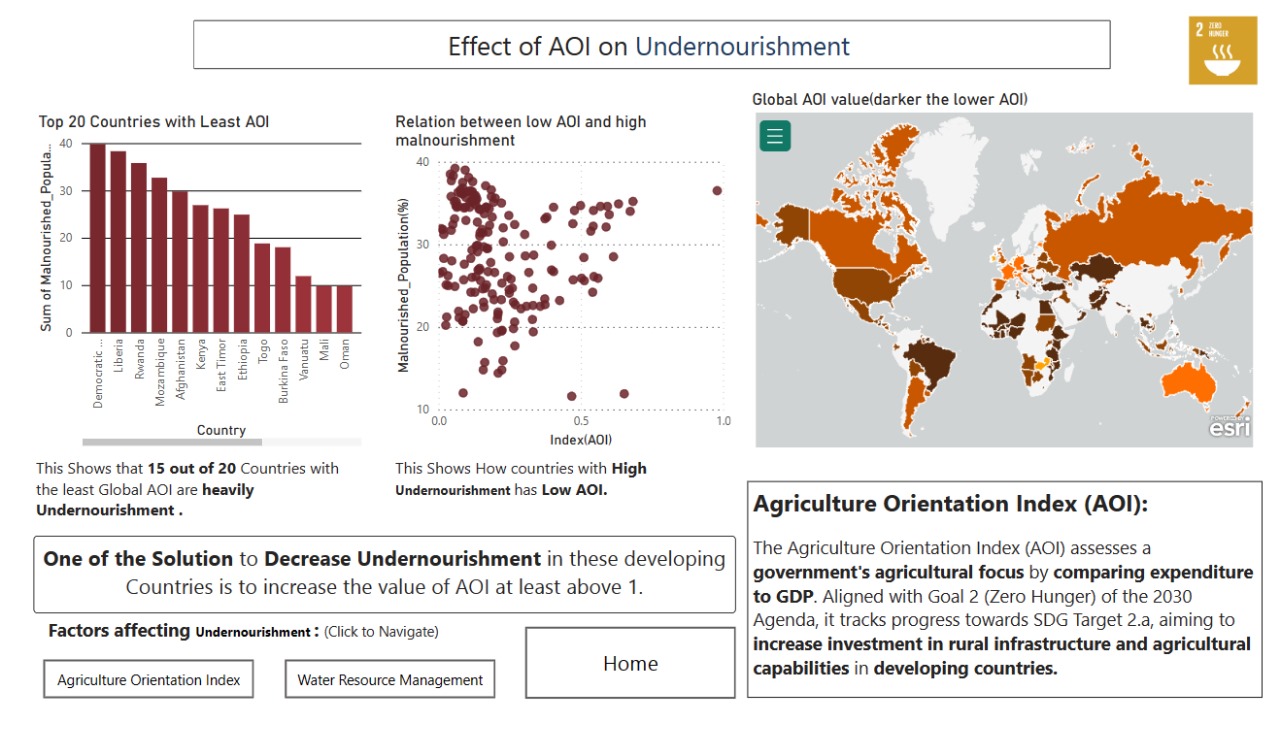 Effect of AOI on Undernourishment
2 ZERO
HUNGER
Top 20 Countries with Least AOI
Sum of Malnourished_Popula...
40
30
20
10
0
Democratic ...
Liberia
Rwanda
Mozambique
Afghanistan
Kenya
East Timor
Ethiopia
Togo
Burkina Faso
Vanuatu
Mali
Oman
Country
This Shows that 15 out of 20 Countries with
the least Global AOI are heavily
Undernourishment .
Relation between low AOI and high
malnourishment
Malnourished_Population(%)
40
30
20
10
0.0
0.5
1.0
Index(AOI)
This Shows How countries with High
Undernourishment has Low AOI.
Global AOI value(darker the lower AOI)
POWERED BY
esri
One of the Solution to Decrease Undernourishment in these developing
Countries is to increase the value of AOI at least above 1.
Factors affecting Undernourishment : (Click to Navigate)
Agriculture Orientation Index
Water Resource Management
Home
Agriculture Orientation Index (AOI):
The Agriculture Orientation Index (AOI) assesses a
government's agricultural focus by comparing expenditure
to GDP. Aligned with Goal 2 (Zero Hunger) of the 2030
Agenda, it tracks progress towards SDG Target 2.a, aiming to
increase investment in rural infrastructure and agricultural
capabilities in developing countries.